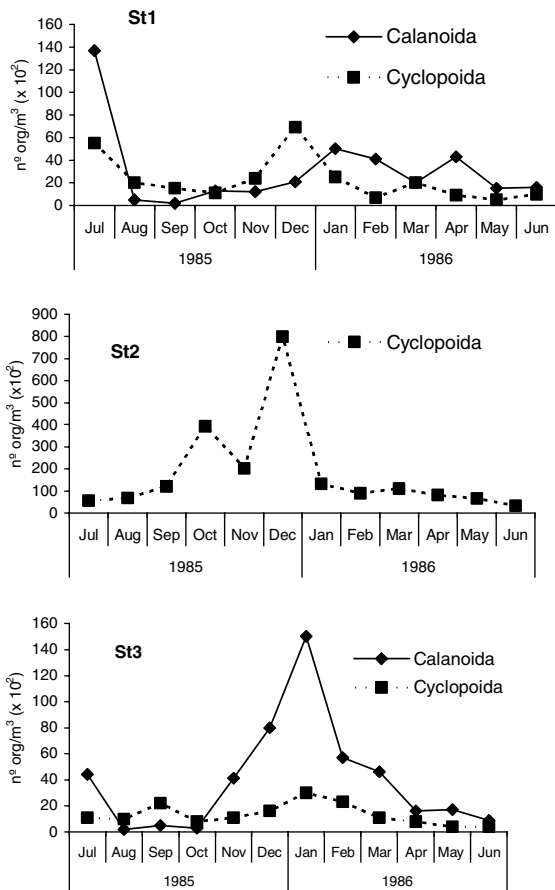 St1
Calanoida
Cyclopoida
nº org/m³ (x 10²)
160
140
120
100
80
60
40
20
0
Jul Aug Sep Oct Nov Dec Jan Feb Mar Apr May Jun
1985 1986
St2
Cyclopoida
nº org/m³ (x10²)
900
800
700
600
500
400
300
200
100
0
Jul Aug Sep Oct Nov Dec Jan Feb Mar Apr May Jun
1985 1986
St3
Calanoida
Cyclopoida
nº org/m³ (x 10²)
160
140
120
100
80
60
40
20
0
Jul Aug Sep Oct Nov Dec Jan Feb Mar Apr May Jun
1985 1986